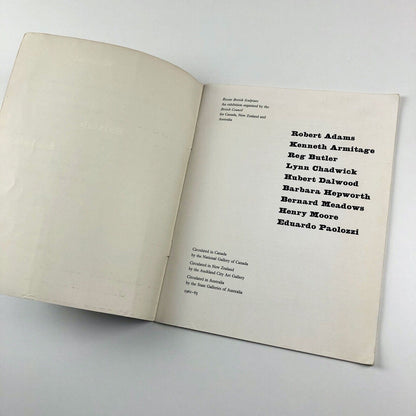 Recent British Sculpture
An exhibition organized by the
British Council
for Canada, New Zealand and
Australia
Robert Adams
Kenneth Armitage
Reg Butler
Lynn Chadwick
Hubert Dalwood
Barbara Hepworth
Bernard Meadows
Henry Moore
Eduardo Paolozzi
Circulated in Canada
by the National Gallery of Canada
Circulated in New Zealand
by the Auckland City Art Gallery
Circulated in Australia
by the State Galleries of Australia
1961–63